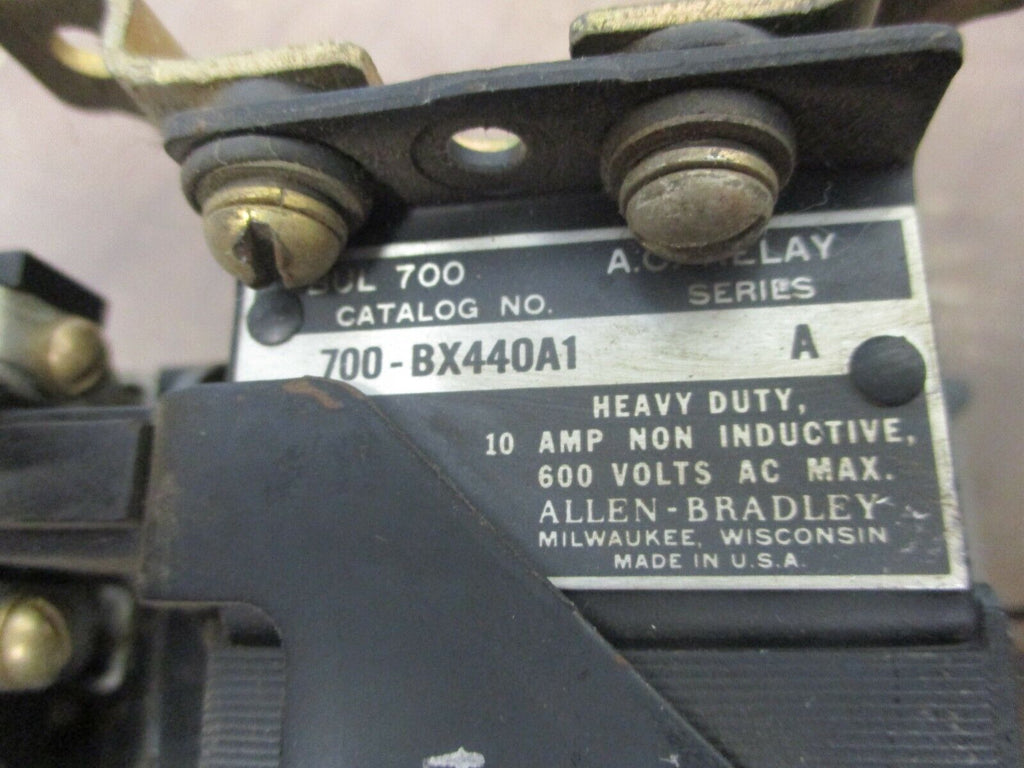 BUL 700 A.C. RELAY
CATALOG NO. SERIES
700-BX440A1 A
HEAVY DUTY,
10 AMP NON INDUCTIVE,
600 VOLTS AC MAX.
ALLEN-BRADLEY
MILWAUKEE, WISCONSIN
MADE IN U.S.A.